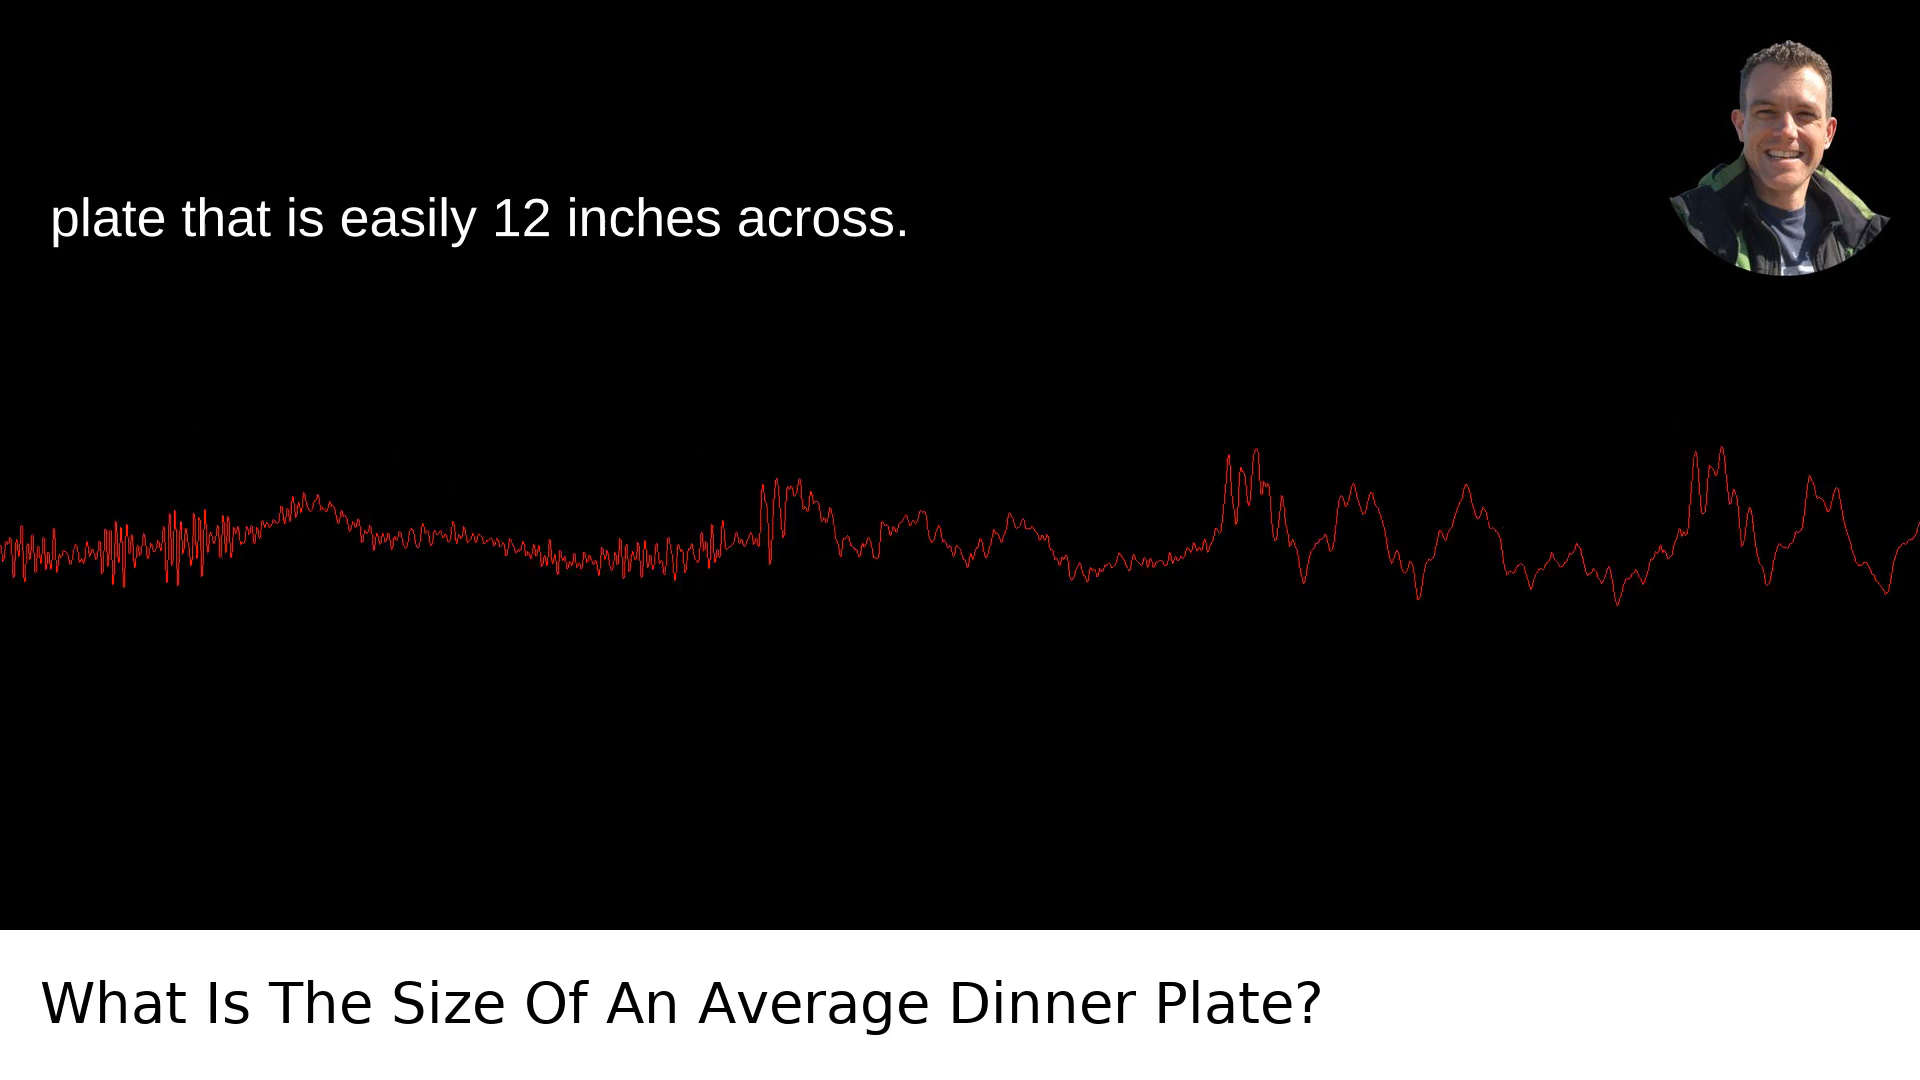 plate that is easily 12 inches across.
What Is The Size Of An Average Dinner Plate?